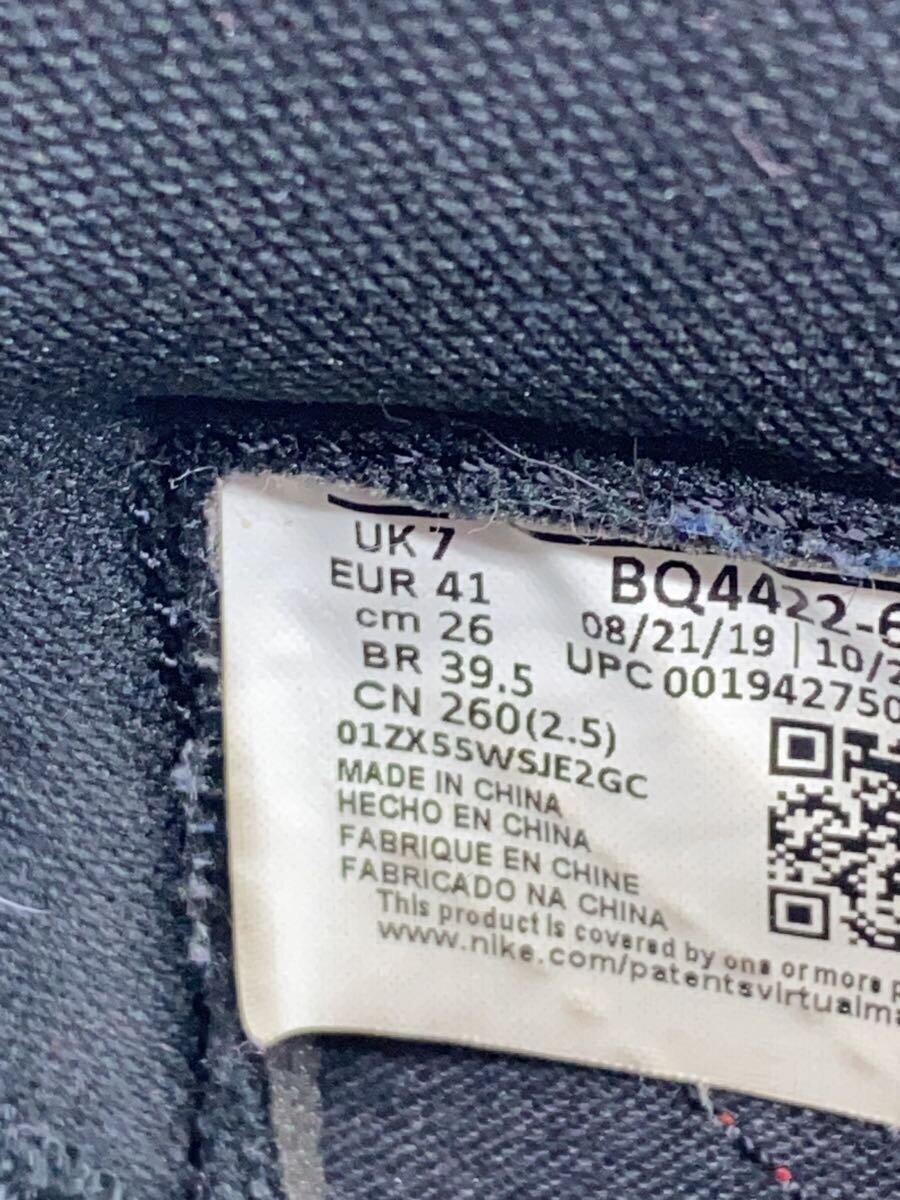 UK 7
EUR 41
cm 26
BR 39.5
CN 260(2.5)
01ZX55WSJE2GC
MADE IN CHINA
HECHO EN CHINA
FABRIQUE EN CHINE
FABRICADO NA CHINA
This product is covered by one or more p
www.nike.com/patentsvirtualma
BQ4422-6
08/21/19 | 10/2
UPC 001942750